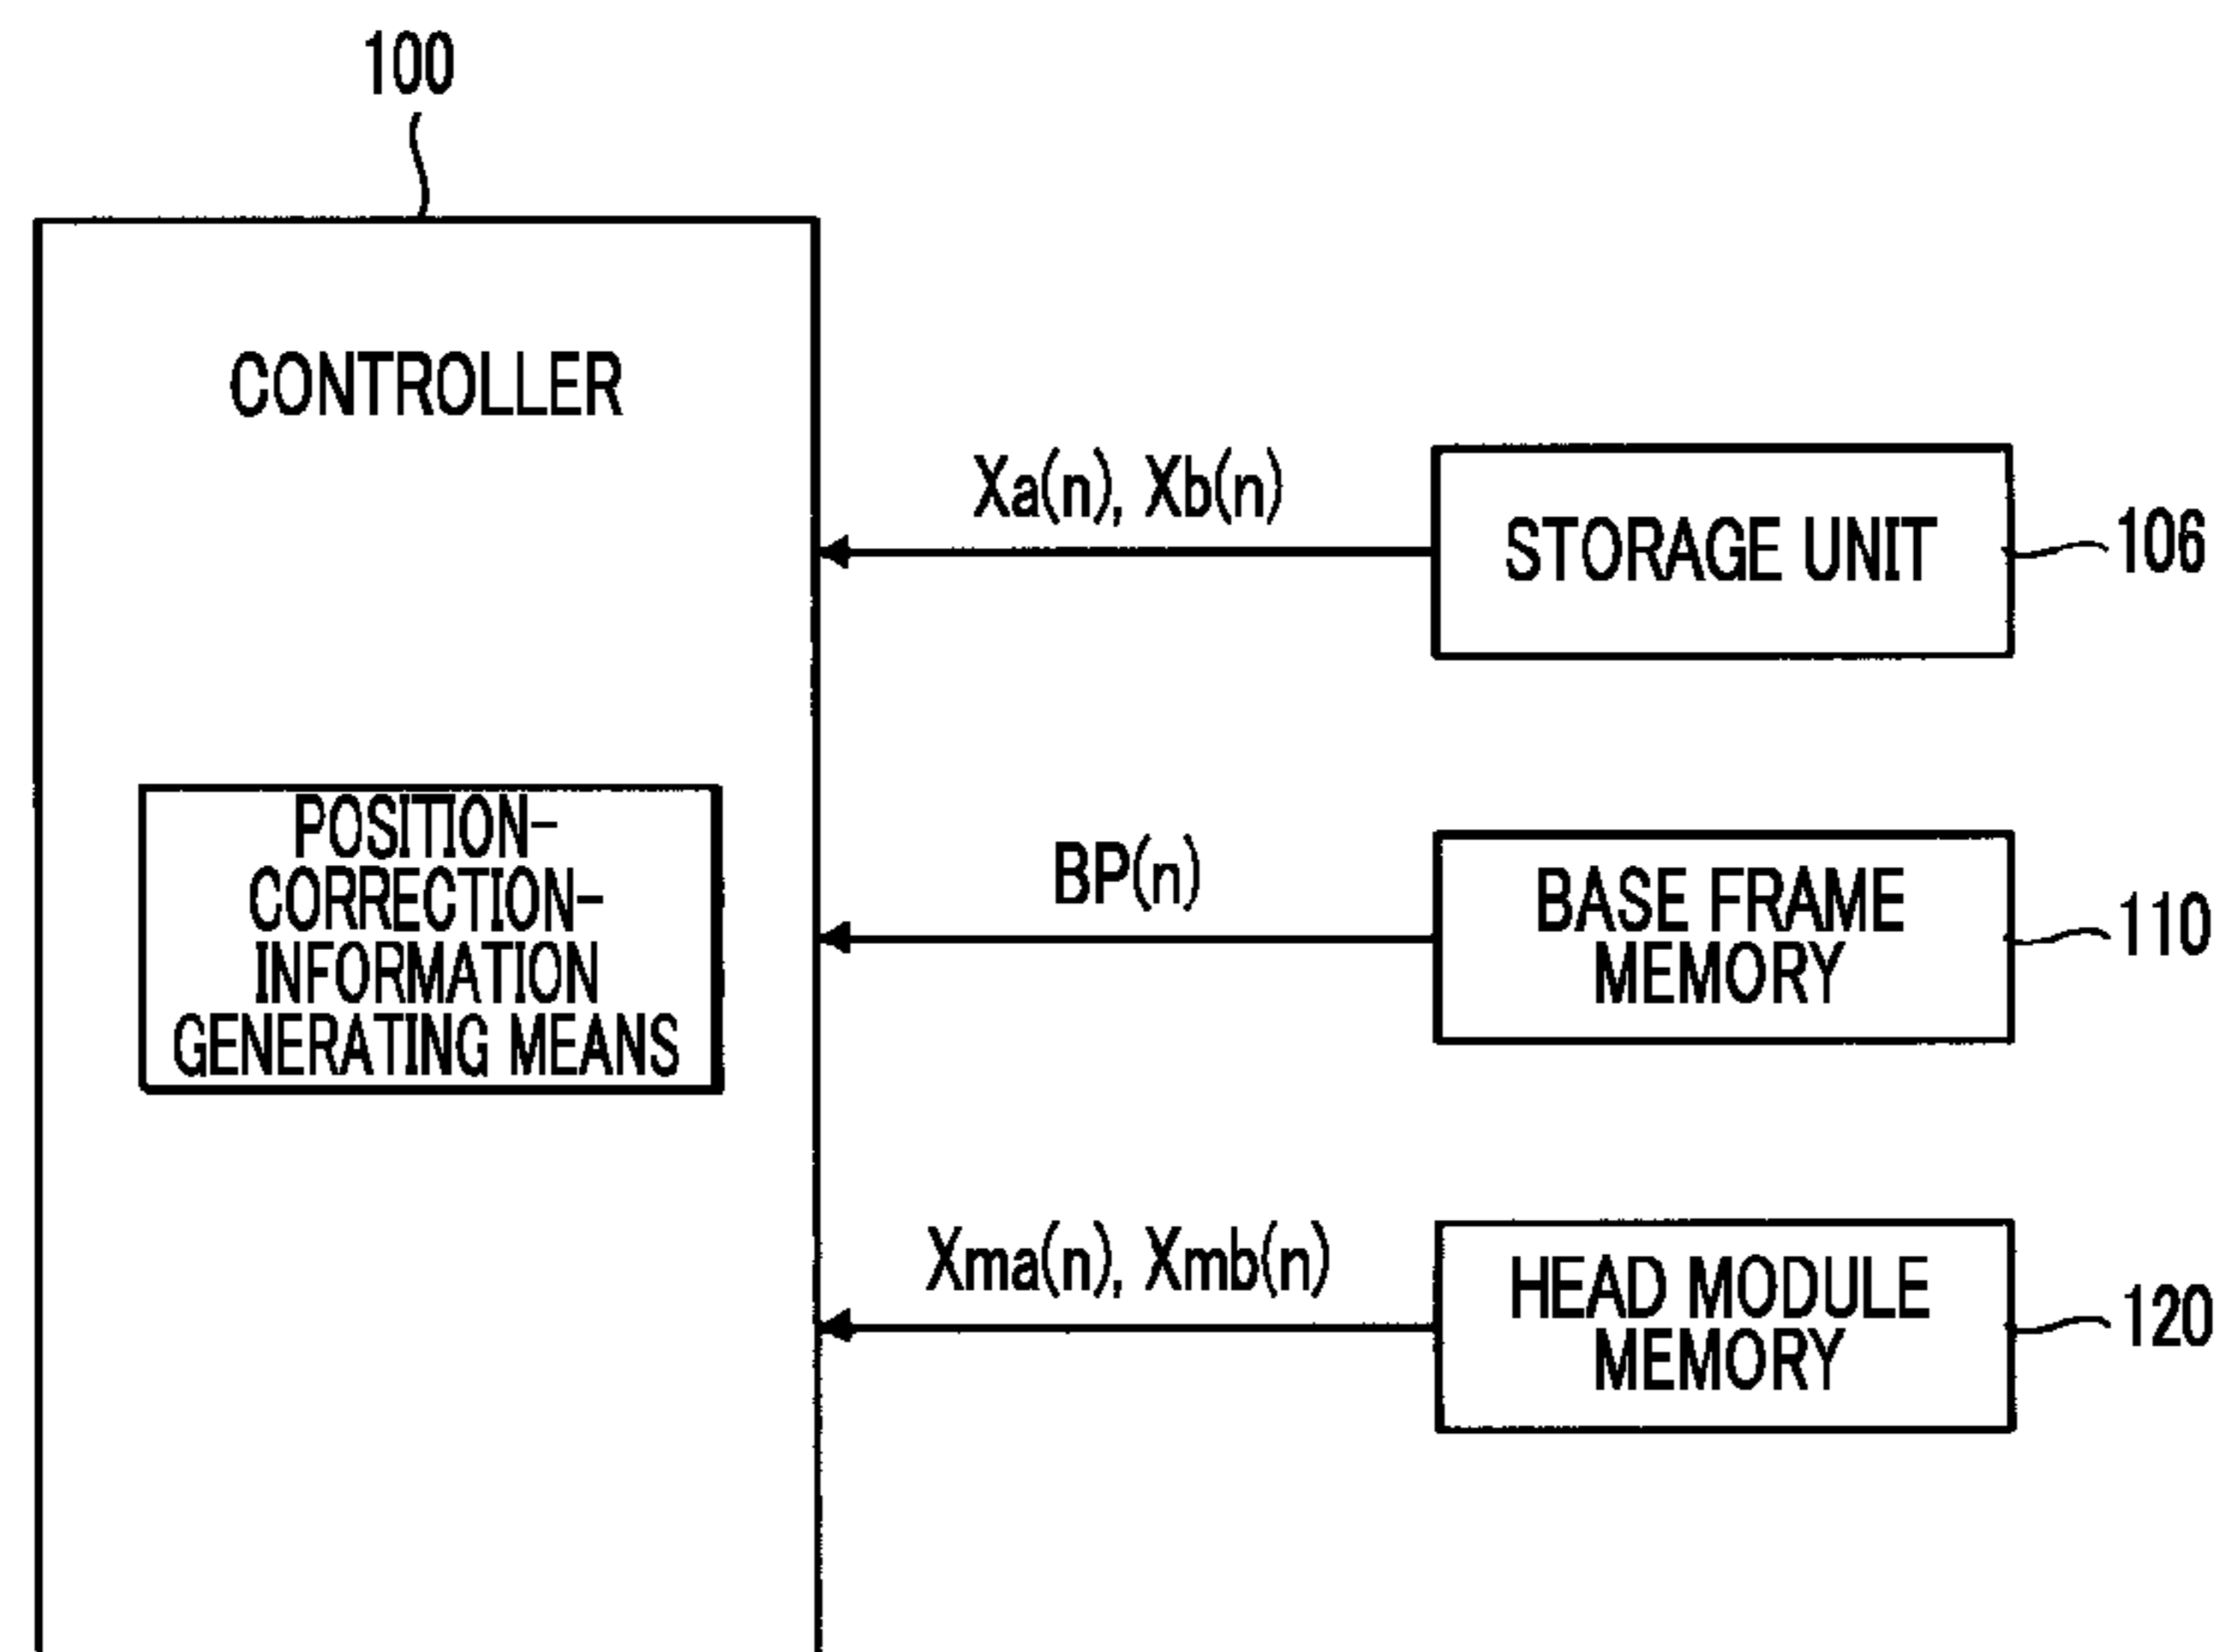 100
CONTROLLER
Xa(n), Xb(n)
STORAGE UNIT
106
POSITION-
CORRECTION-
INFORMATION
GENERATING MEANS
BP(n)
BASE FRAME
MEMORY
110
Xma(n), Xmb(n)
HEAD MODULE
MEMORY
120